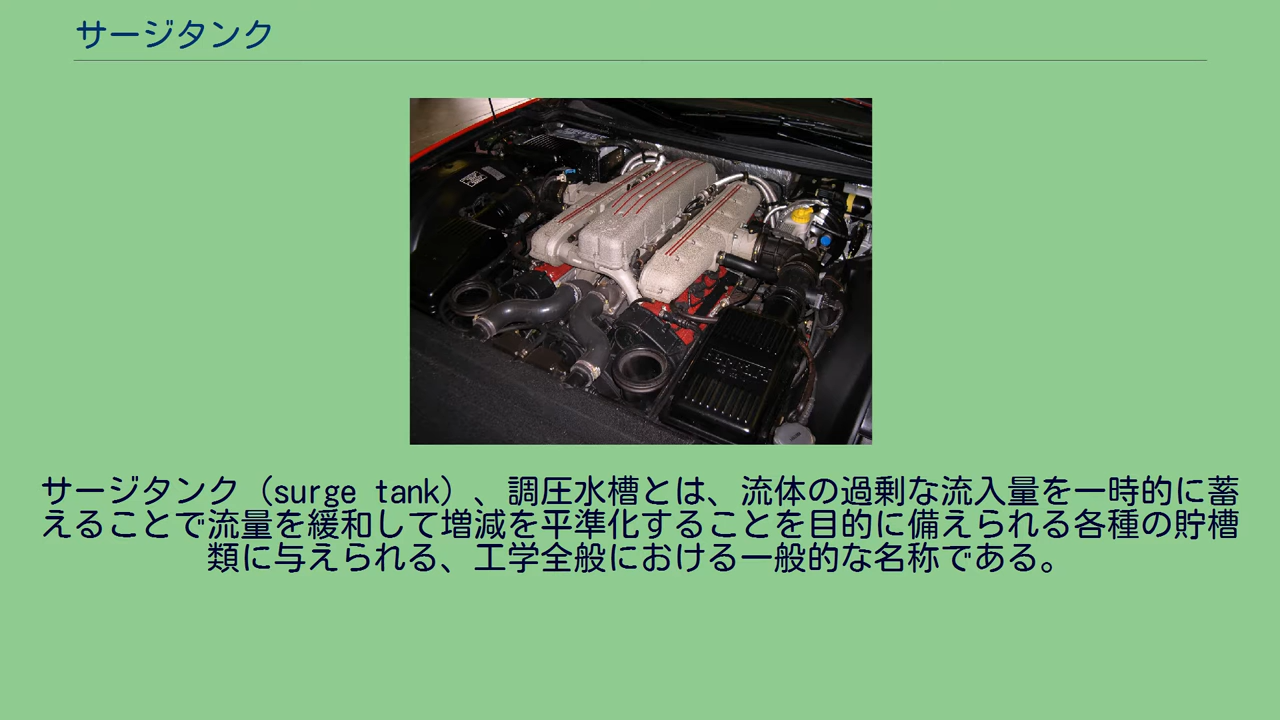 サージタンク
サージタンク（surge tank）、調圧水槽とは、流体の過剰な流入量を一時的に蓄
えることで流量を緩和して増減を平準化することを目的に備えられる各種の貯槽
類に与えられる、工学全般における一般的な名称である。